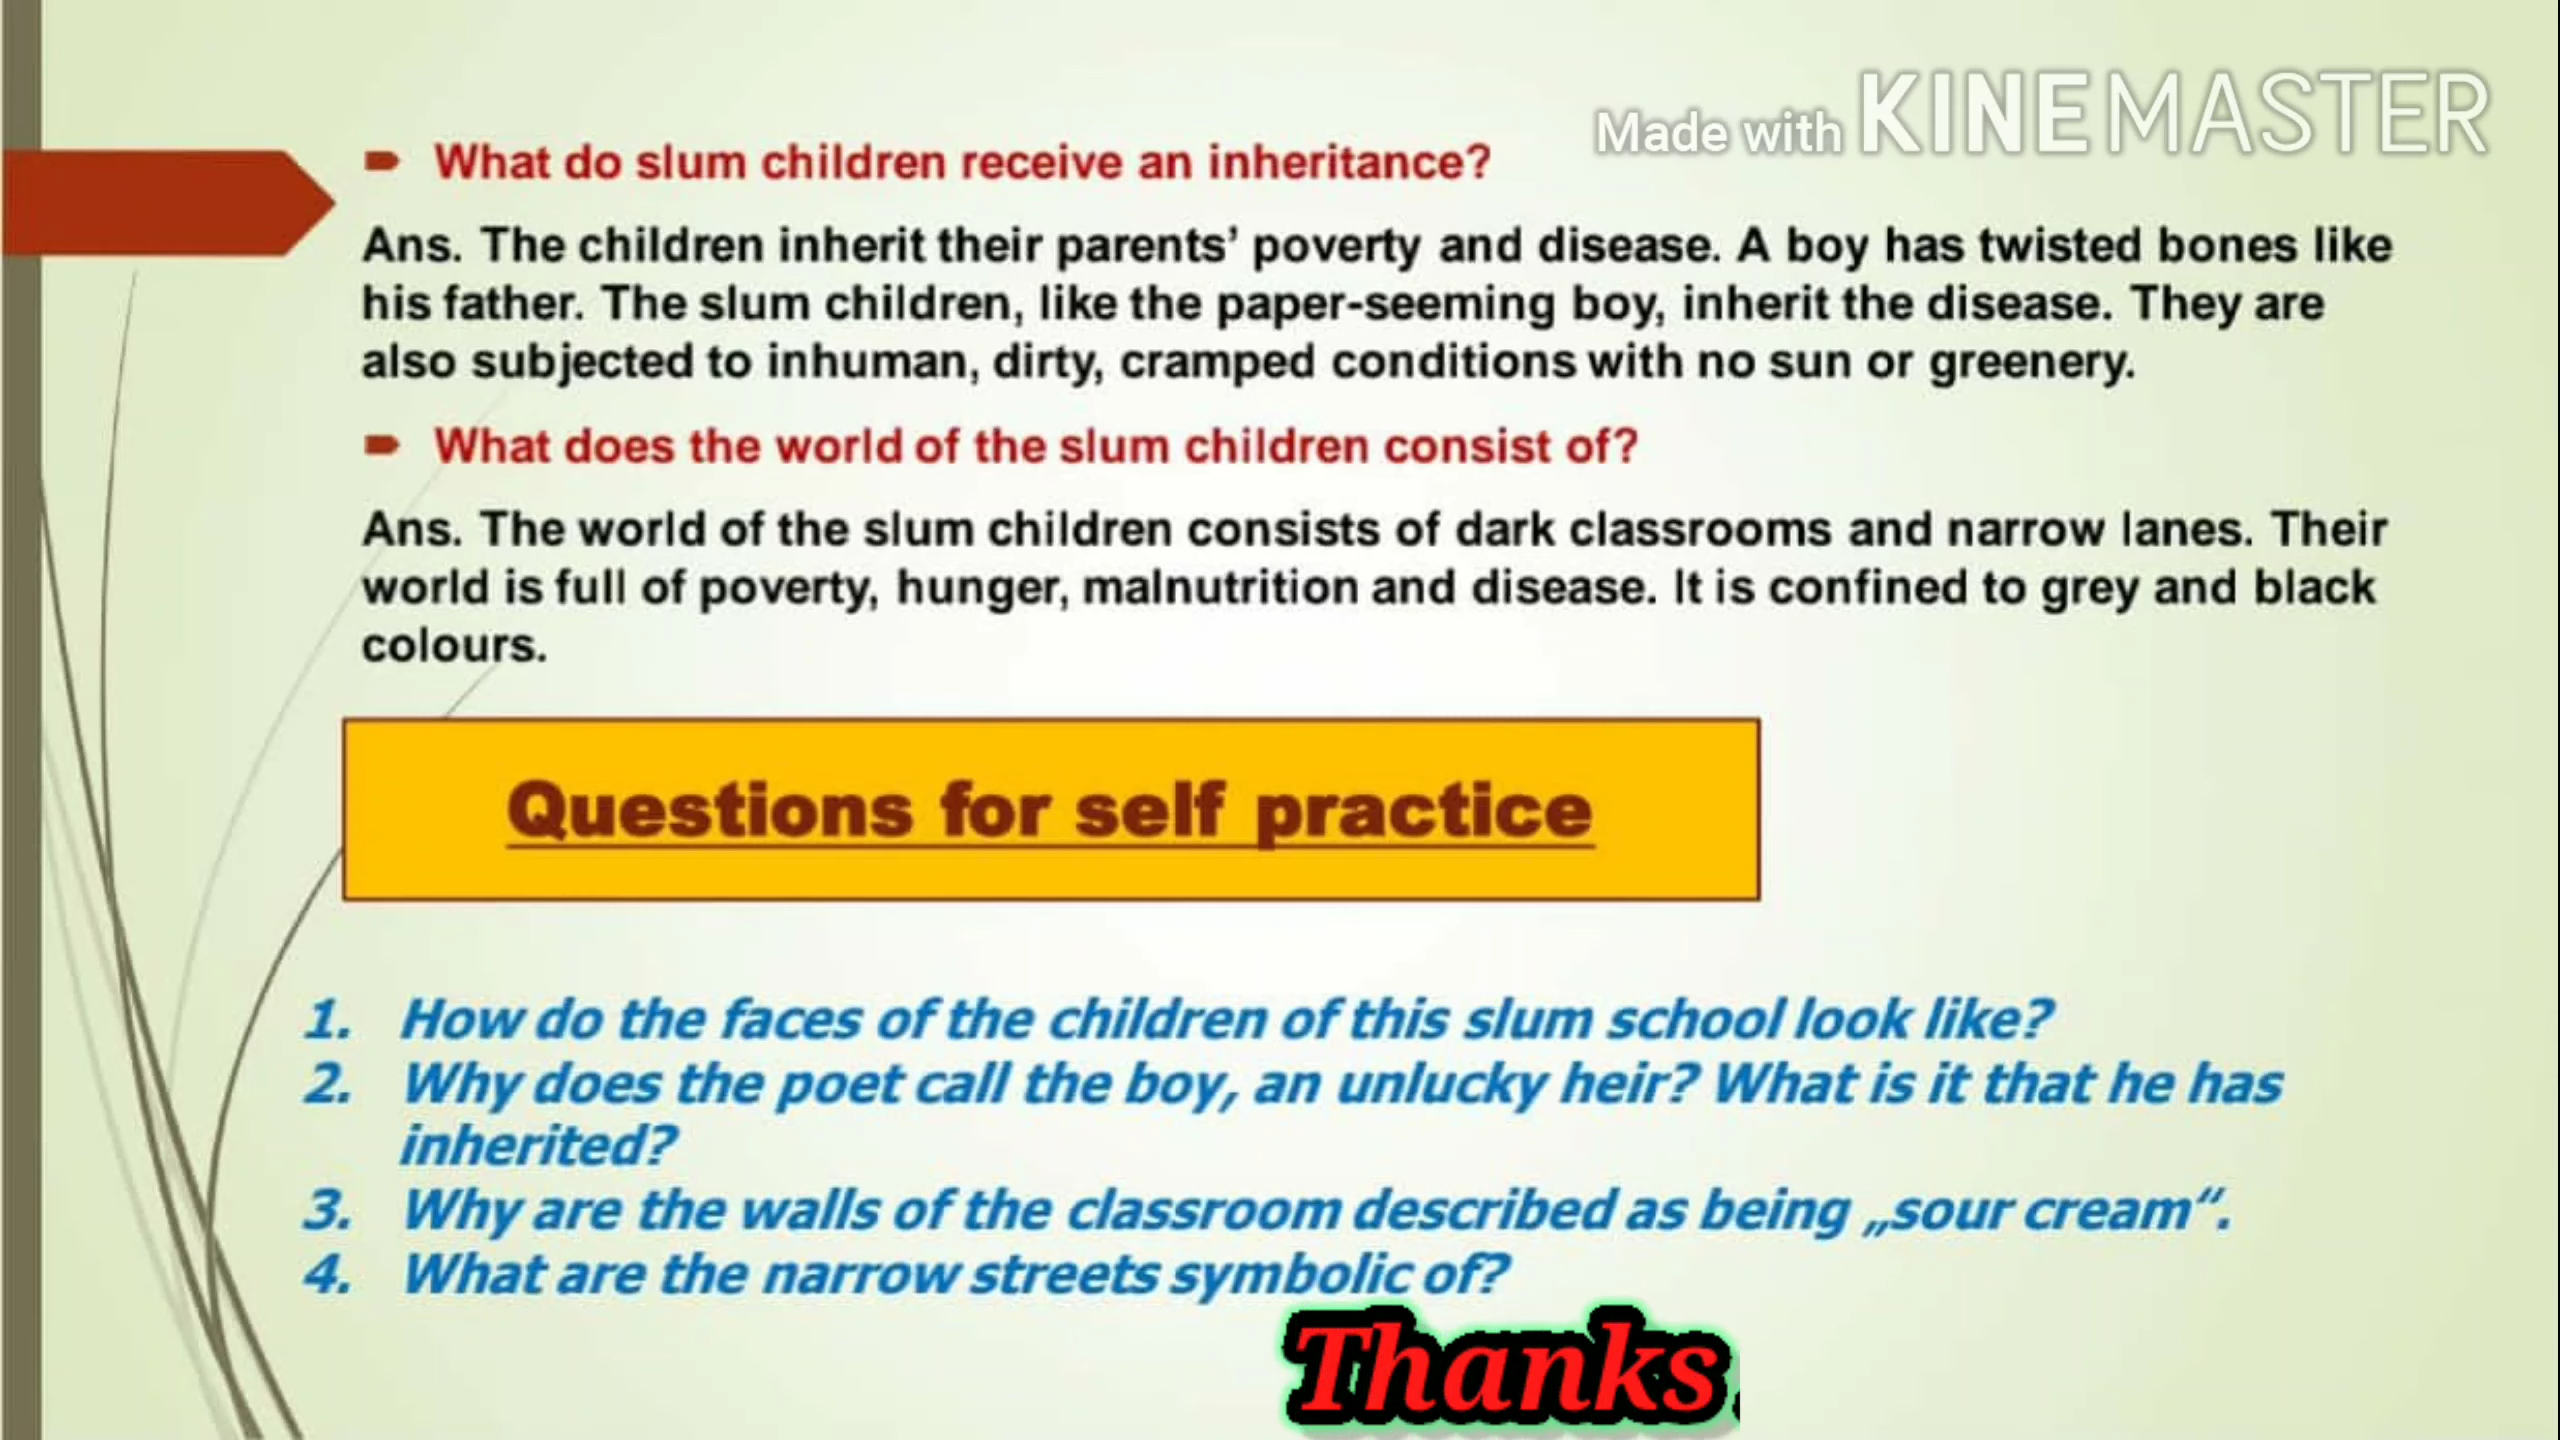 Made with KINEMASTER
What do slum children receive an inheritance?
Ans. The children inherit their parents’ poverty and disease. A boy has twisted bones like
his father. The slum children, like the paper-seeming boy, inherit the disease. They are
also subjected to inhuman, dirty, cramped conditions with no sun or greenery.
What does the world of the slum children consist of?
Ans. The world of the slum children consists of dark classrooms and narrow lanes. Their
world is full of poverty, hunger, malnutrition and disease. It is confined to grey and black
colours.
Questions for self practice
1. How do the faces of the children of this slum school look like?
2. Why does the poet call the boy, an unlucky heir? What is it that he has
inherited?
3. Why are the walls of the classroom described as being „sour cream“.
4. What are the narrow streets symbolic of?
Thanks